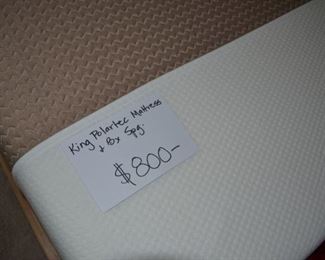 King Polartec Mattress
+ Bx Spg.
$800-